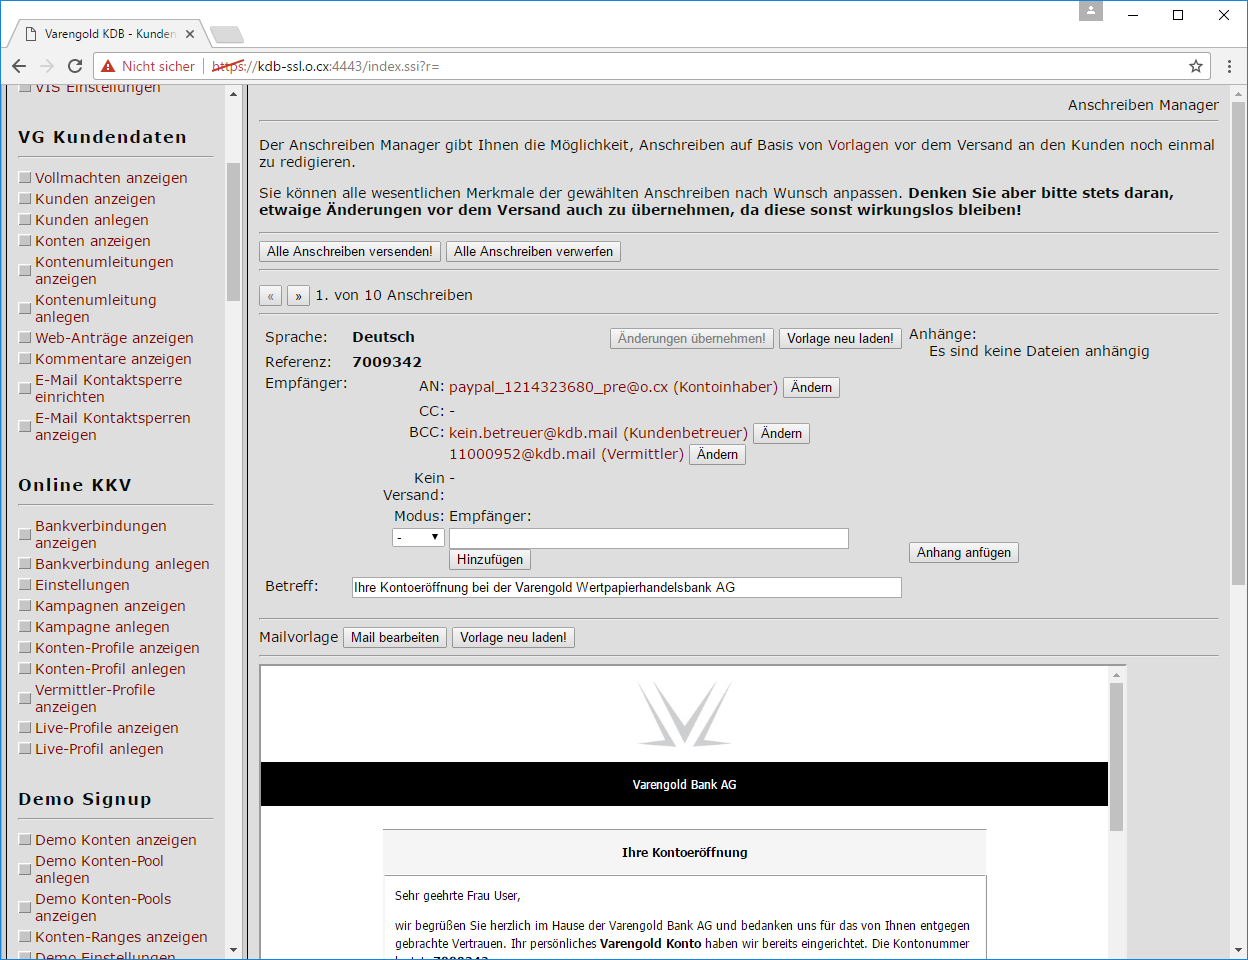 Varengold KDB - Kunden
Nicht sicher | https://kdb-ssl.o.cx:4443/index.ssi?r=
VIS Einstellungen
VG Kundendaten
Vollmachten anzeigen
Kunden anzeigen
Kunden anlegen
Konten anzeigen
Kontenumleitungen
anzeigen
Kontenumleitung
anlegen
Web-Anträge anzeigen
Kommentare anzeigen
E-Mail Kontaktsperre
einrichten
E-Mail Kontaktsperren
anzeigen
Online KKV
Bankverbindungen
anzeigen
Bankverbindung anlegen
Einstellungen
Kampagnen anzeigen
Kampagne anlegen
Konten-Profile anzeigen
Konten-Profil anlegen
Vermittler-Profile
anzeigen
Live-Profile anzeigen
Live-Profil anlegen
Demo Signup
Demo Konten anzeigen
Demo Konten-Pool
anlegen
Demo Konten-Pools
anzeigen
Konten-Ranges anzeigen
Demo Einstellungen
Anschreiben Manager
Der Anschreiben Manager gibt Ihnen die Möglichkeit, Anschreiben auf Basis von Vorlagen vor dem Versand an den Kunden noch einmal
zu redigieren.
Sie können alle wesentlichen Merkmale der gewählten Anschreiben nach Wunsch anpassen. Denken Sie aber bitte stets daran,
etwaige Änderungen vor dem Versand auch zu übernehmen, da diese sonst wirkungslos bleiben!
Alle Anschreiben versenden! Alle Anschreiben verwerfen
« » 1. von 10 Anschreiben
Sprache: Deutsch Änderungen übernehmen! Vorlage neu laden! Anhänge:
Es sind keine Dateien anhängig
Referenz: 7009342
Empfänger: AN: paypal_1214323680_pre@o.cx (Kontoinhaber) Ändern
CC: -
BCC: kein.betreuer@kdb.mail (Kundenbetreuer) Ändern
11000952@kdb.mail (Vermittler) Ändern
Kein -
Versand:
Modus: Empfänger:
-
Hinzufügen Anhang anfügen
Betreff: Ihre Kontoeröffnung bei der Varengold Wertpapierhandelsbank AG
Mailvorlage Mail bearbeiten Vorlage neu laden!
Varengold Bank AG
Ihre Kontoeröffnung
Sehr geehrte Frau User,
wir begrüßen Sie herzlich im Hause der Varengold Bank AG und bedanken uns für das von Ihnen entgegen
gebrachte Vertrauen. Ihr persönliches Varengold Konto haben wir bereits eingerichtet. Die Kontonummer